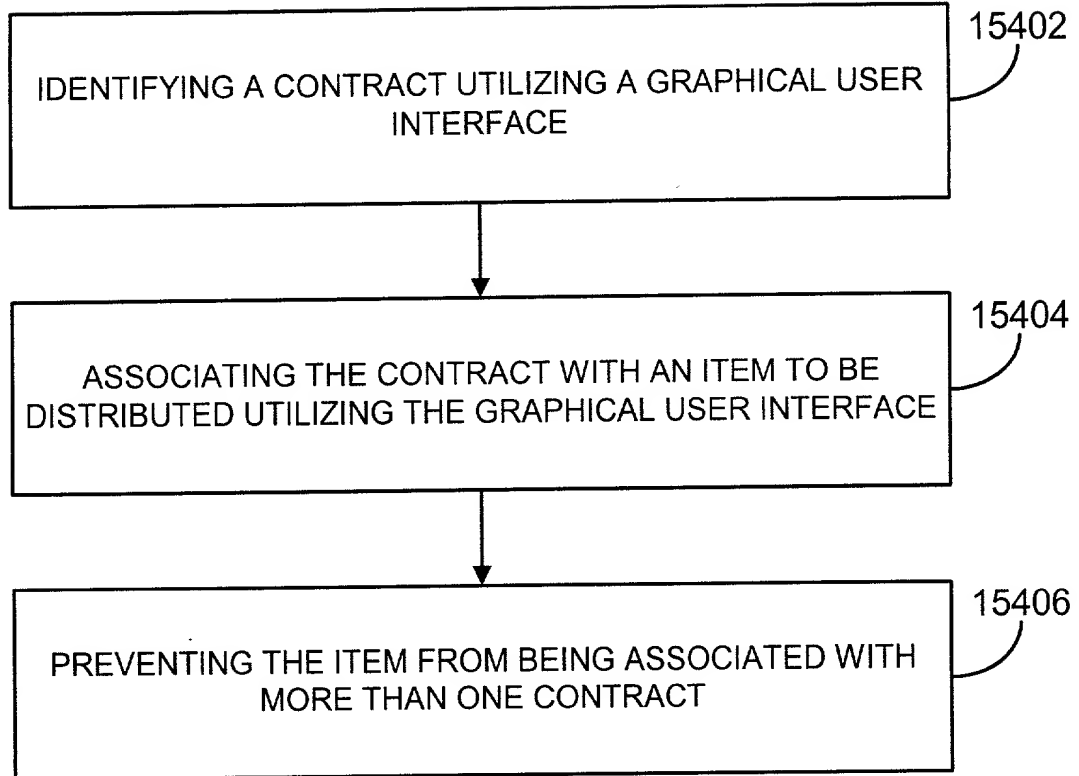 15402
IDENTIFYING A CONTRACT UTILIZING A GRAPHICAL USER
INTERFACE
15404
ASSOCIATING THE CONTRACT WITH AN ITEM TO BE
DISTRIBUTED UTILIZING THE GRAPHICAL USER INTERFACE
15406
PREVENTING THE ITEM FROM BEING ASSOCIATED WITH
MORE THAN ONE CONTRACT